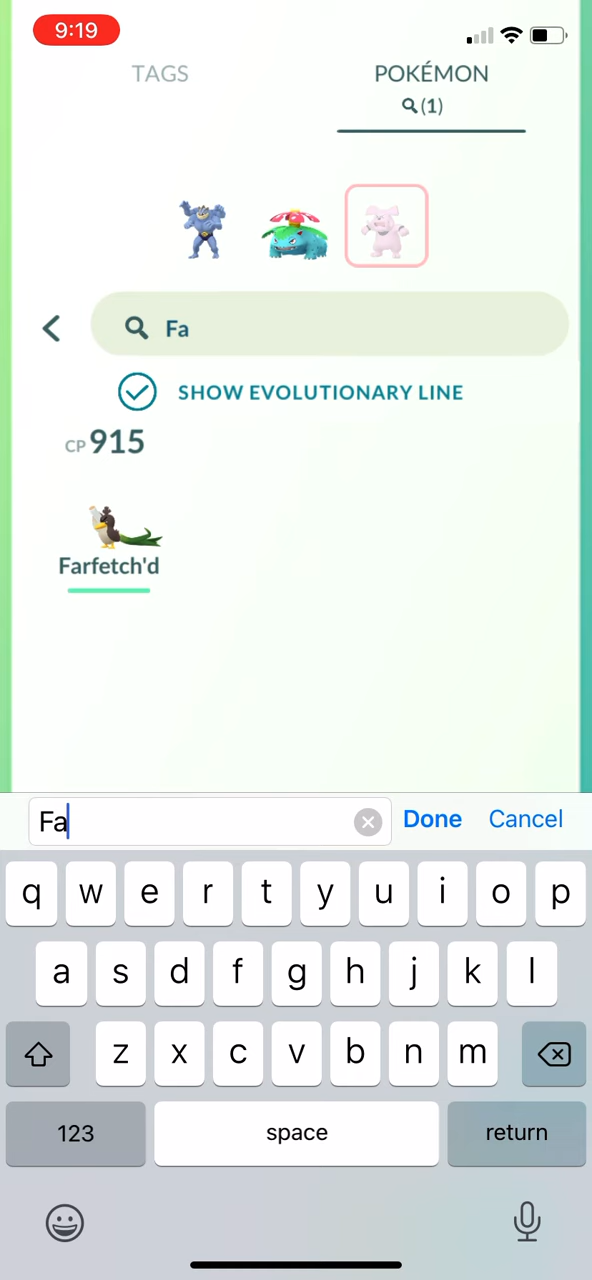 9:19
TAGS
POKÉMON
(1)
Fa
SHOW EVOLUTIONARY LINE
CP 915
Farfetch'd
Fa
Done
Cancel
q w e r t y u i o p
a s d f g h j k l
z x c v b n m
123
space
return